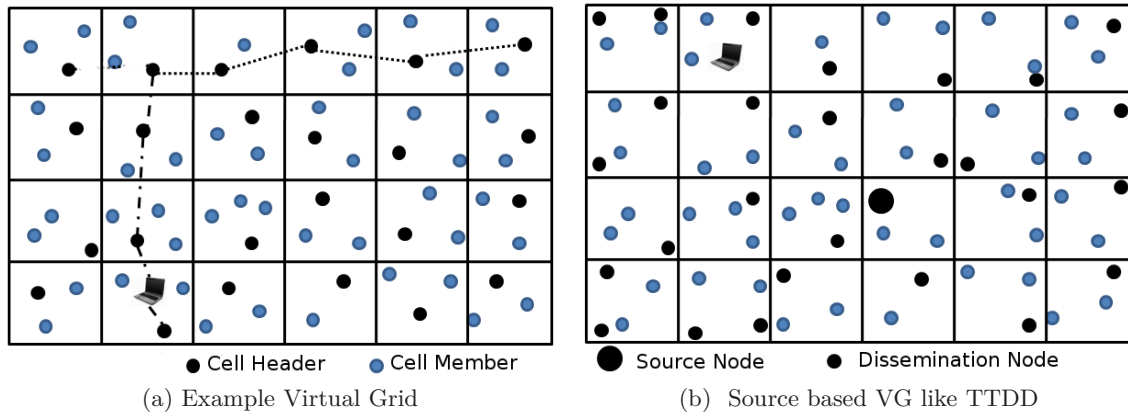 Cell Header Cell Member
Source Node Dissemination Node
(a) Example Virtual Grid
(b) Source based VG like TTDD